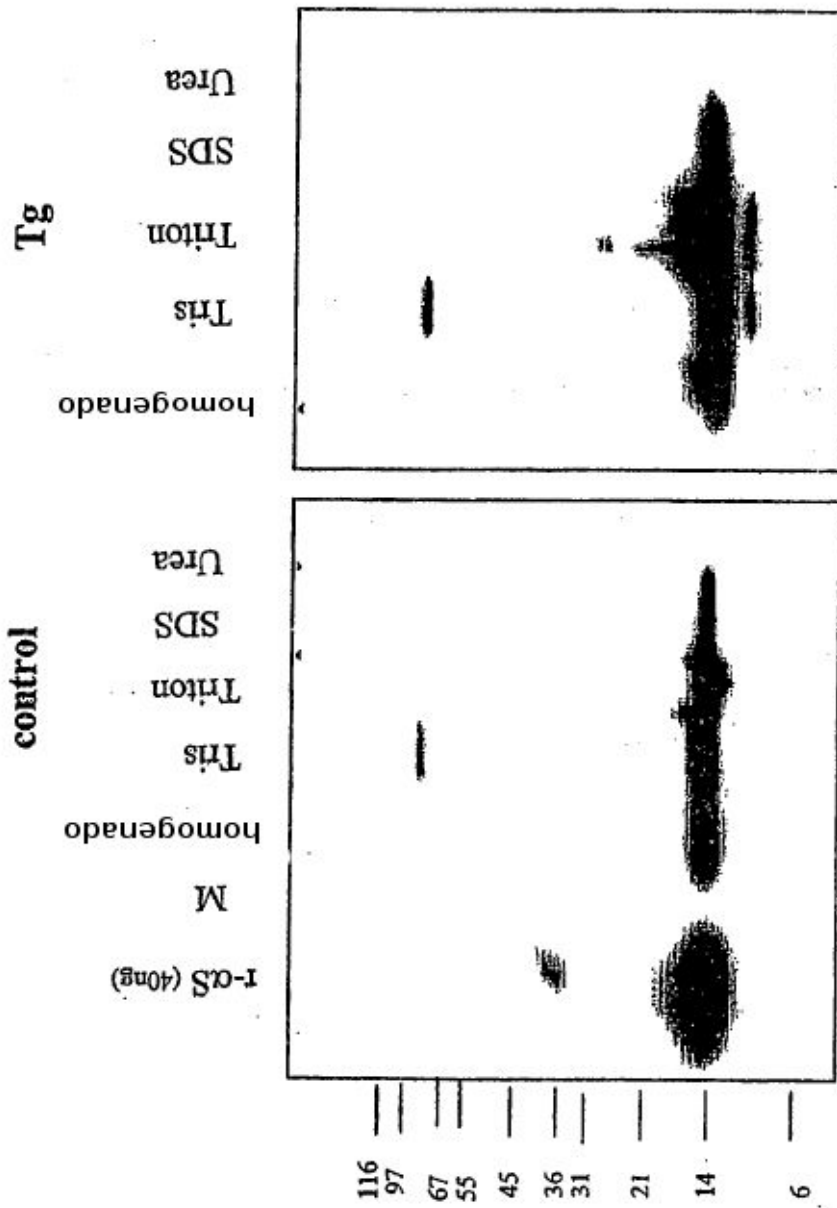 Tg
Urea
SDS
Triton
Tris
homogenado
control
Urea
SDS
Triton
Tris
homogenado
M
r-αS (40ng)
116
97
67
55
45
36
31
21
14
6